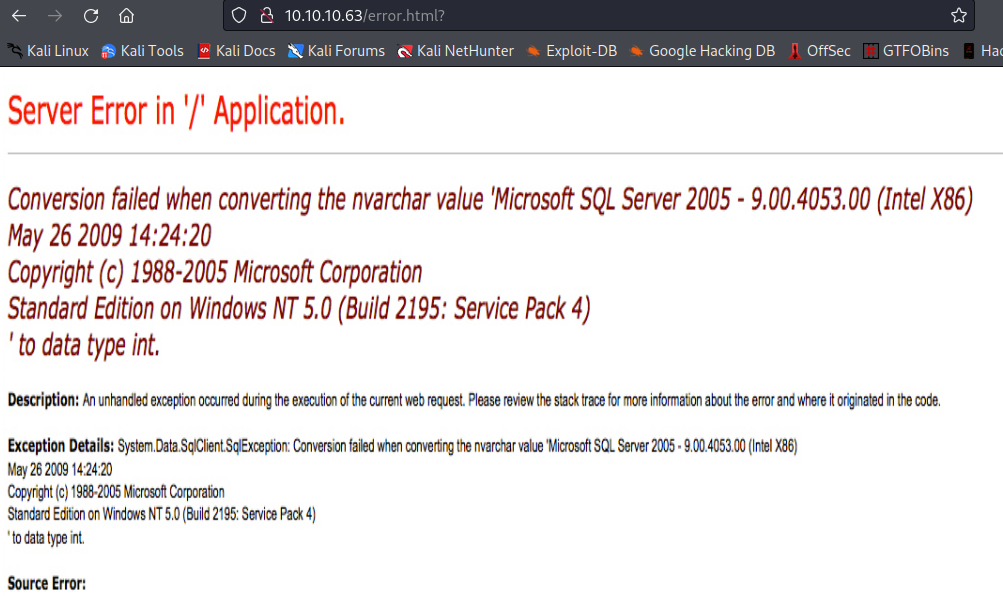 10.10.10.63/error.html?
Kali Linux Kali Tools Kali Docs Kali Forums Kali NetHunter Exploit-DB Google Hacking DB OffSec GTFOBins
Server Error in '/' Application.
Conversion failed when converting the nvarchar value 'Microsoft SQL Server 2005 - 9.00.4053.00 (Intel X86)
May 26 2009 14:24:20
Copyright (c) 1988-2005 Microsoft Corporation
Standard Edition on Windows NT 5.0 (Build 2195: Service Pack 4)
' to data type int.
Description: An unhandled exception occurred during the execution of the current web request. Please review the stack trace for more information about the error and where it originated in the code.
Exception Details: System.Data.SqlClient.SqlException: Conversion failed when converting the nvarchar value 'Microsoft SQL Server 2005 - 9.00.4053.00 (Intel X86)
May 26 2009 14:24:20
Copyright (c) 1988-2005 Microsoft Corporation
Standard Edition on Windows NT 5.0 (Build 2195: Service Pack 4)
' to data type int.
Source Error: